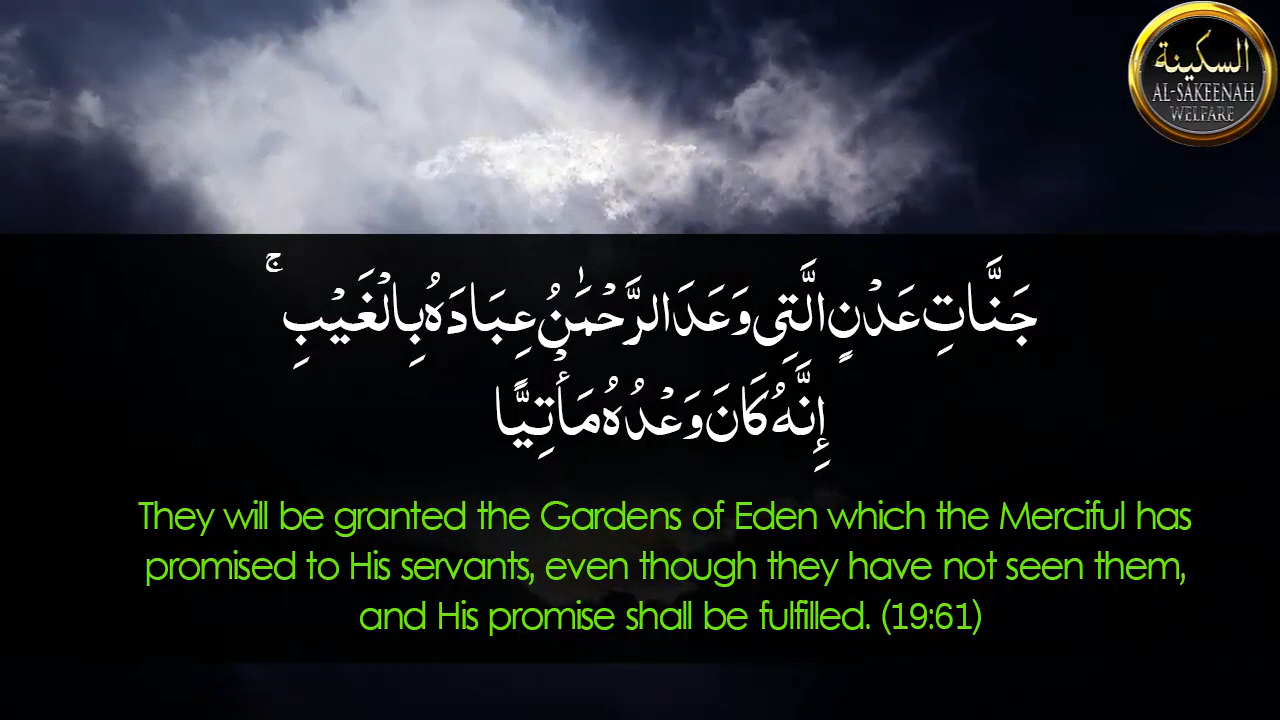 السكينة
AL-SAKEENAH
WELFARE
جَنَّاتِ عَدْنٍ الَّتِي وَعَدَ الرَّحْمَٰنُ عِبَادَهُ بِالْغَيْبِ ۚ
إِنَّهُ كَانَ وَعْدُهُ مَأْتِيًّا
They will be granted the Gardens of Eden which the Merciful has
promised to His servants, even though they have not seen them,
and His promise shall be fulfilled. (19:61)